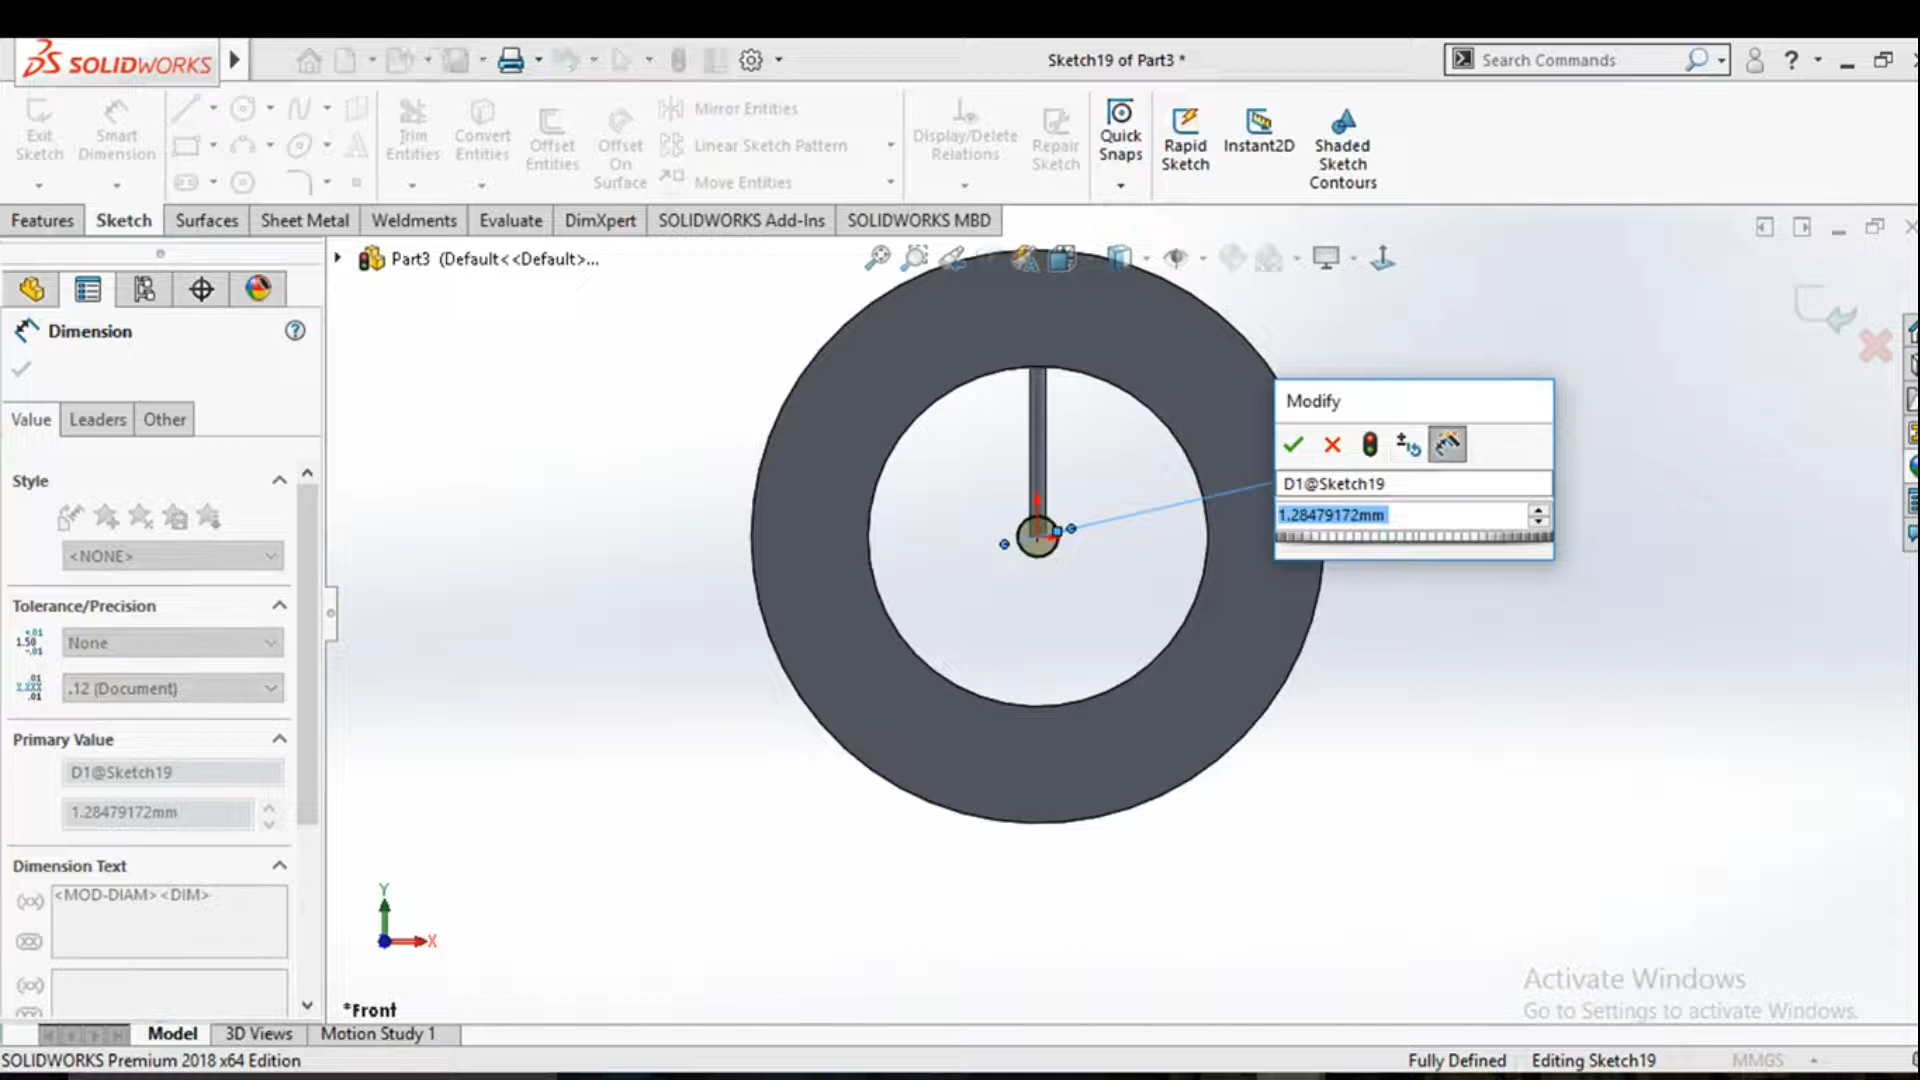 SOLIDWORKS
Sketch19 of Part3 *
Search Commands
?
Exit Sketch
Smart Dimension
Trim Entities
Convert Entities
Offset Entities
Offset On Surface
Mirror Entities
Linear Sketch Pattern
Move Entities
Display/Delete Relations
Repair Sketch
Quick Snaps
Rapid Sketch
Instant2D
Shaded Sketch Contours
Features
Sketch
Surfaces
Sheet Metal
Weldments
Evaluate
DimXpert
SOLIDWORKS Add-Ins
SOLIDWORKS MBD
Part3 (Default<<Default>...
Dimension
?
Value
Leaders
Other
Style
<NONE>
Tolerance/Precision
None
.12 (Document)
Primary Value
D1@Sketch19
1.28479172mm
Dimension Text
<MOD-DIAM><DIM>
Modify
D1@Sketch19
1.28479172mm
Y
X
*Front
Activate Windows
Go to Settings to activate Windows.
Model
3D Views
Motion Study 1
SOLIDWORKS Premium 2018 x64 Edition
Fully Defined
Editing Sketch19
MMGS